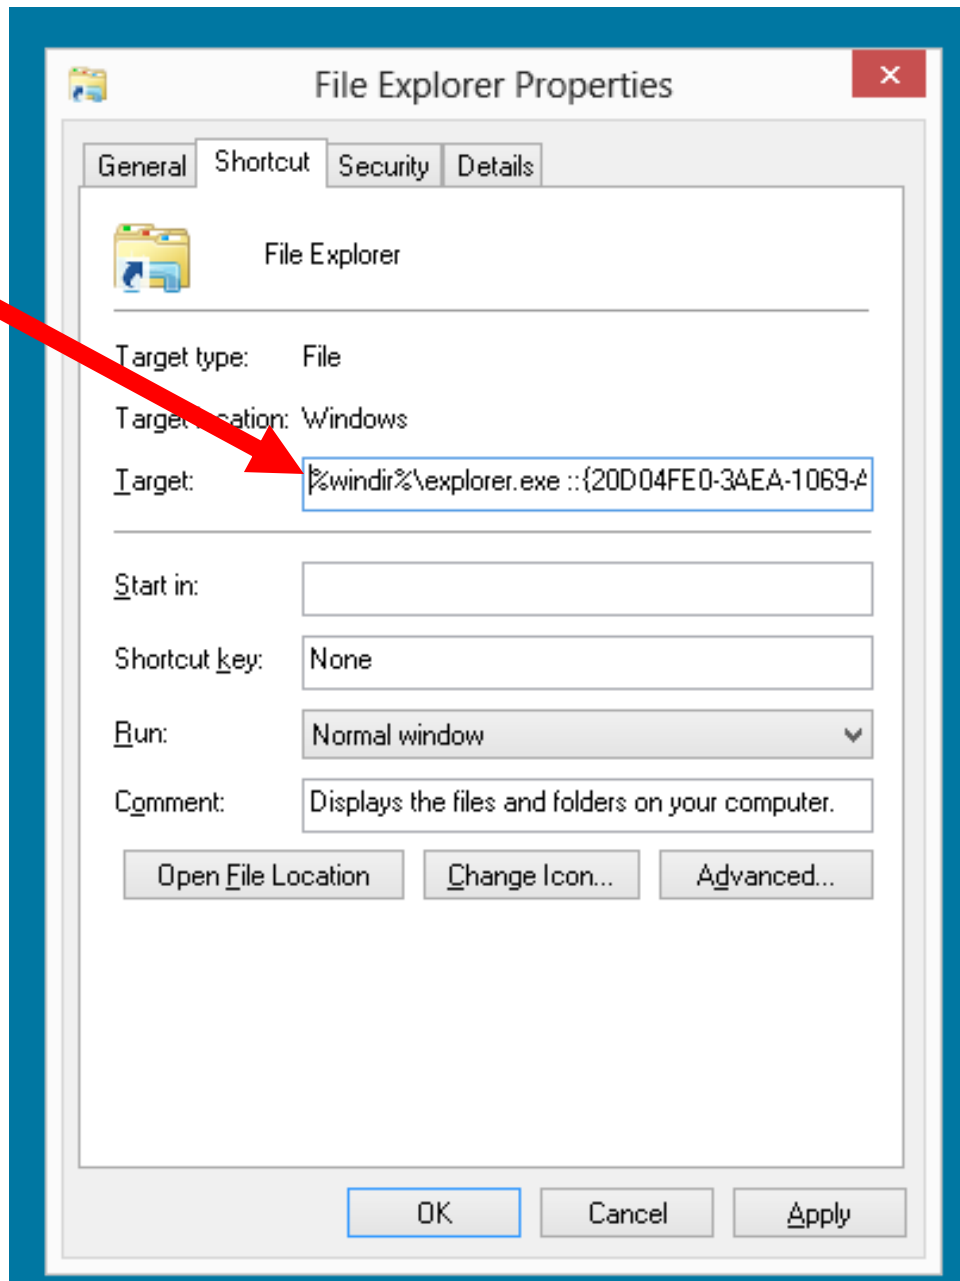 File Explorer Properties
General Shortcut Security Details
File Explorer
Target type: File
Target location: Windows
Target: %windir%\explorer.exe ::{20D04FE0-3AEA-1069-A
Start in:
Shortcut key: None
Run: Normal window
Comment: Displays the files and folders on your computer.
Open File Location Change Icon... Advanced...
OK Cancel Apply